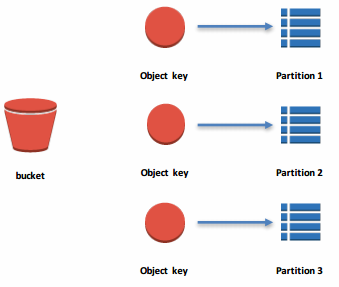 Object key
Partition 1
bucket
Object key
Partition 2
Object key
Partition 3